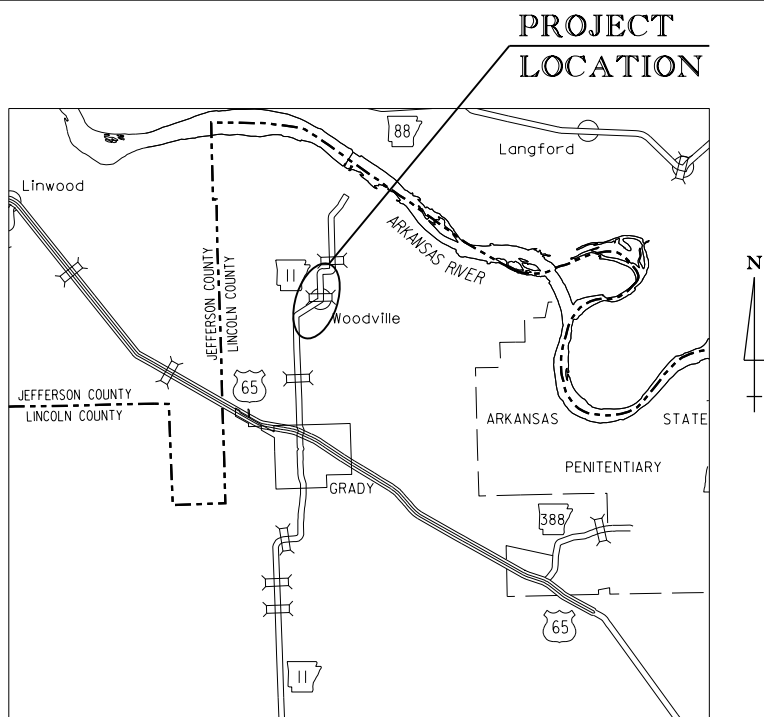 PROJECT
LOCATION
88
Langford
Linwood
ARKANSAS RIVER
JEFFERSON COUNTY
LINCOLN COUNTY
11
N
Woodville
65
JEFFERSON COUNTY
LINCOLN COUNTY
ARKANSAS STATE
PENITENTIARY
GRADY
388
65
11